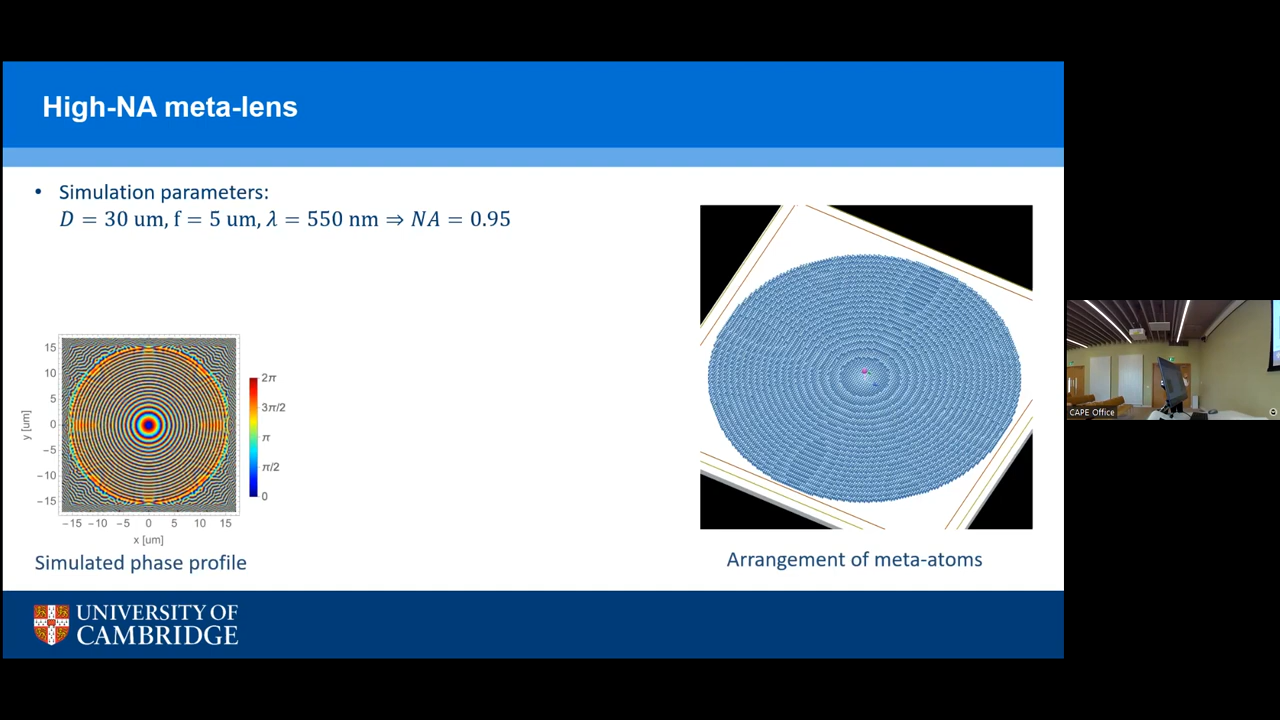 High-NA meta-lens
• Simulation parameters:
D = 30 um, f = 5 um, λ = 550 nm ⇒ NA = 0.95
15
10
5
0
−5
−10
−15
y [um]
−15 −10 −5 0 5 10 15
x [um]
2π
3π/2
π
π/2
0
Simulated phase profile
Arrangement of meta-atoms
CAPE Office
UNIVERSITY OF
CAMBRIDGE